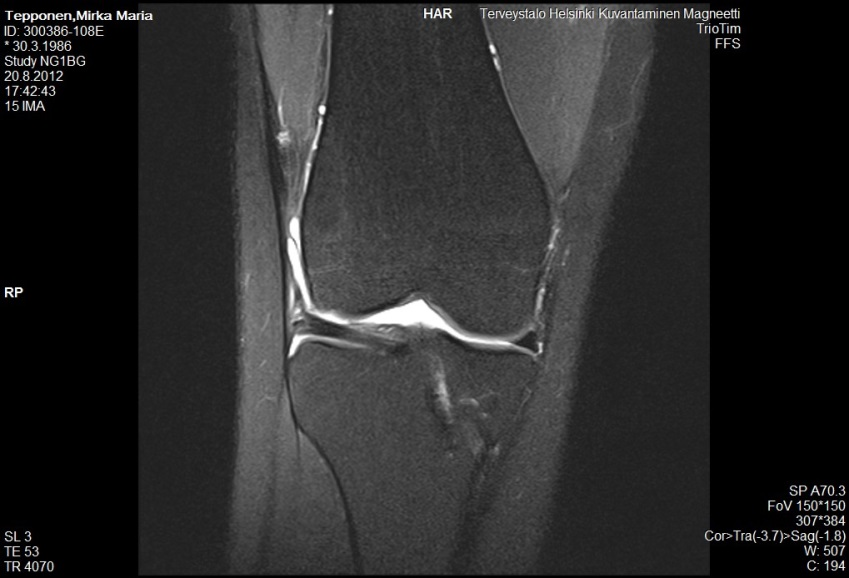 Tepponen,Mirka Maria
ID: 300386-108E
* 30.3.1986
Study NG1BG
20.8.2012
17:42:43
15 IMA
HAR
Terveystalo Helsinki Kuvantaminen Magneetti
TrioTim
FFS
RP
SL 3
TE 53
TR 4070
SP A70.3
FoV 150*150
307*384
Cor>Tra(-3.7)>Sag(-1.8)
W: 507
C: 194